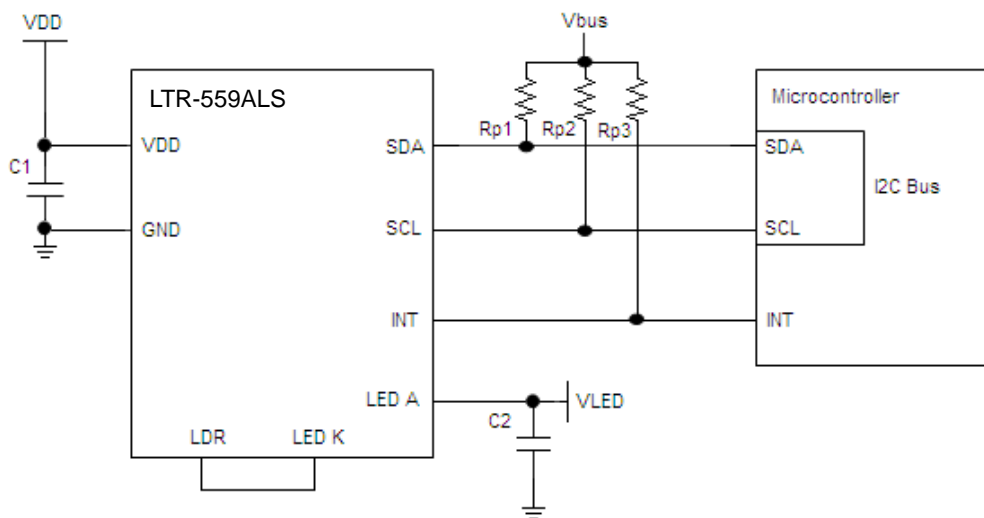 VDD
Vbus
LTR-559ALS
Microcontroller
Rp1 Rp2 Rp3
VDD
SDA
SDA
C1
I2C Bus
GND
SCL
SCL
INT
INT
LED A
C2
VLED
LDR
LED K